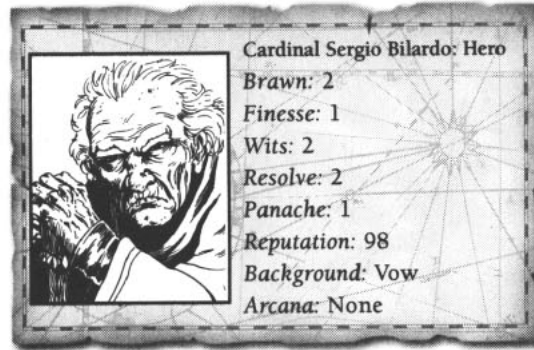 Cardinal Sergio Bilardo: Hero
Brawn: 2
Finesse: 1
Wits: 2
Resolve: 2
Panache: 1
Reputation: 98
Background: Vow
Arcana: None